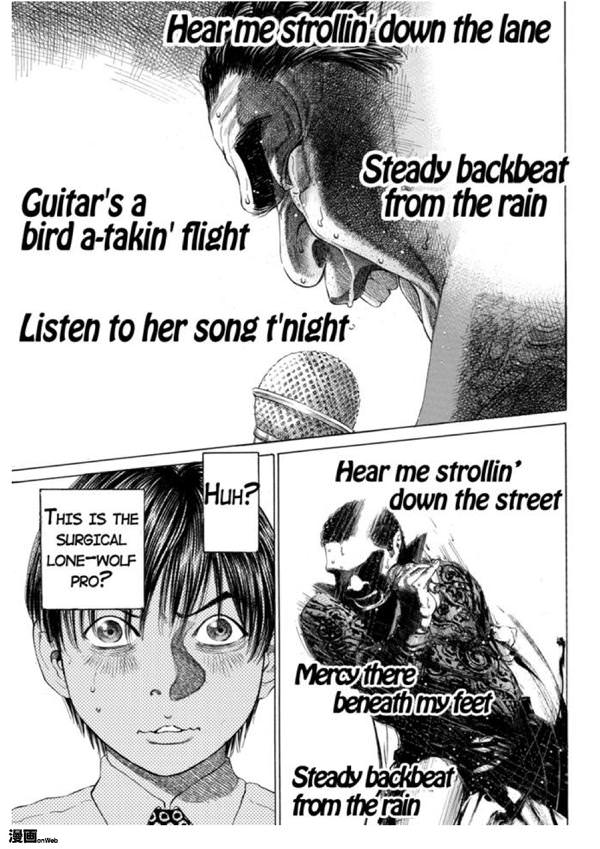 Hear me strollin' down the lane
Steady backbeat
from the rain
Guitar's a
bird a-takin' flight
Listen to her song t'night
HUH?
THIS IS THE
SURGICAL
LONE-WOLF
PRO?
Hear me strollin'
down the street
Mercy there
beneath my feet
Steady backbeat
from the rain
漫画 on Web